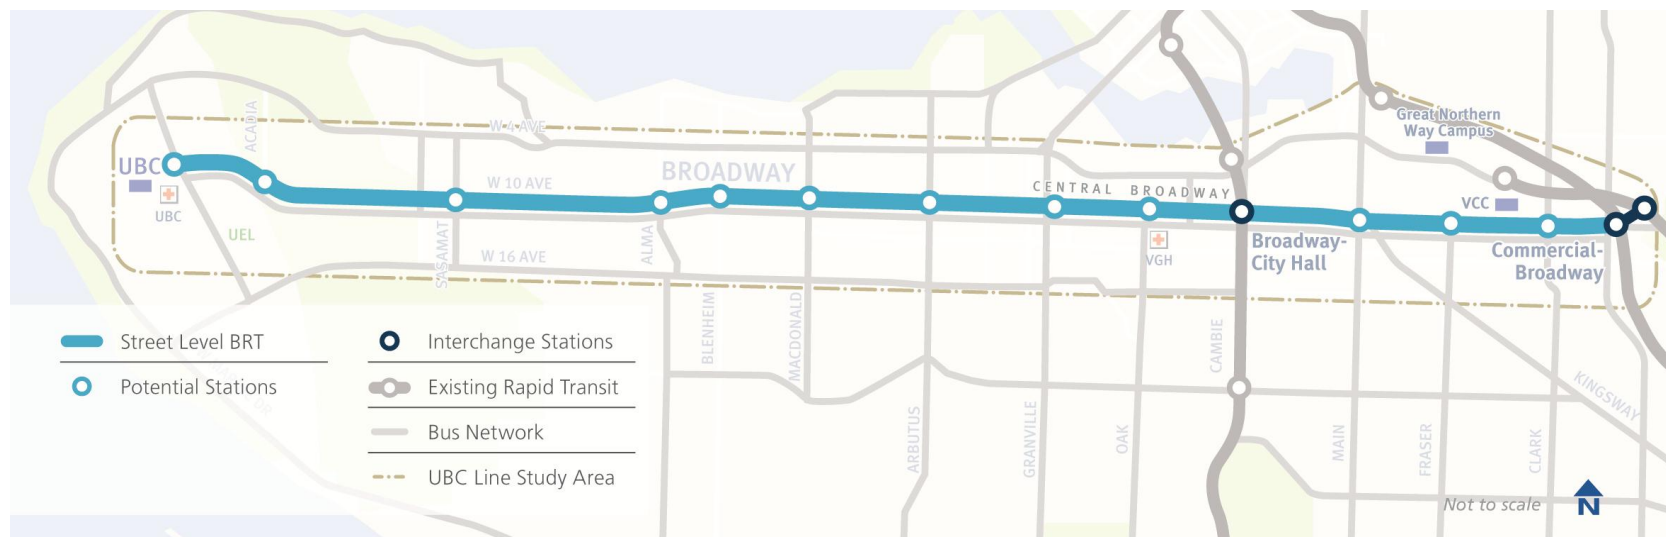 W 4 AVE
ACADIA
Great Northern
Way Campus
UBC
BROADWAY
W 10 AVE
CENTRAL BROADWAY
VCC
UBC
UEL
SASAMAT
ALMA
W 16 AVE
VGH
Broadway-
City Hall
Commercial-
Broadway
BLENHEIM
MACDONALD
CAMBIE
Street Level BRT
Potential Stations
Interchange Stations
Existing Rapid Transit
Bus Network
UBC Line Study Area
ARBUTUS
GRANVILLE
OAK
MAIN
FRASER
CLARK
KINGSWAY
Not to scale
N